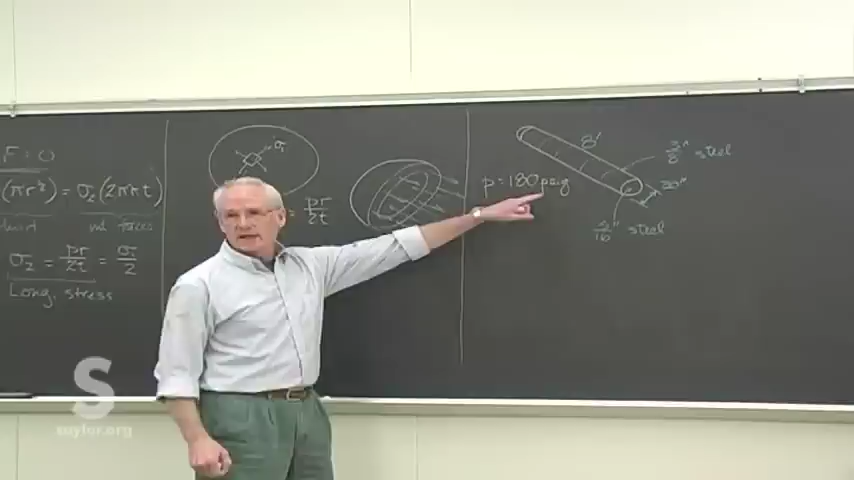 F = 0
(πr²) = σ₂(2πrt)
σ₂ = pr/2t = σ₁/2
Long. stress
σ₁
= pr/2t
p = 180 psig
8'
3/8" steel
30"
5/16" steel
S
saylor.org